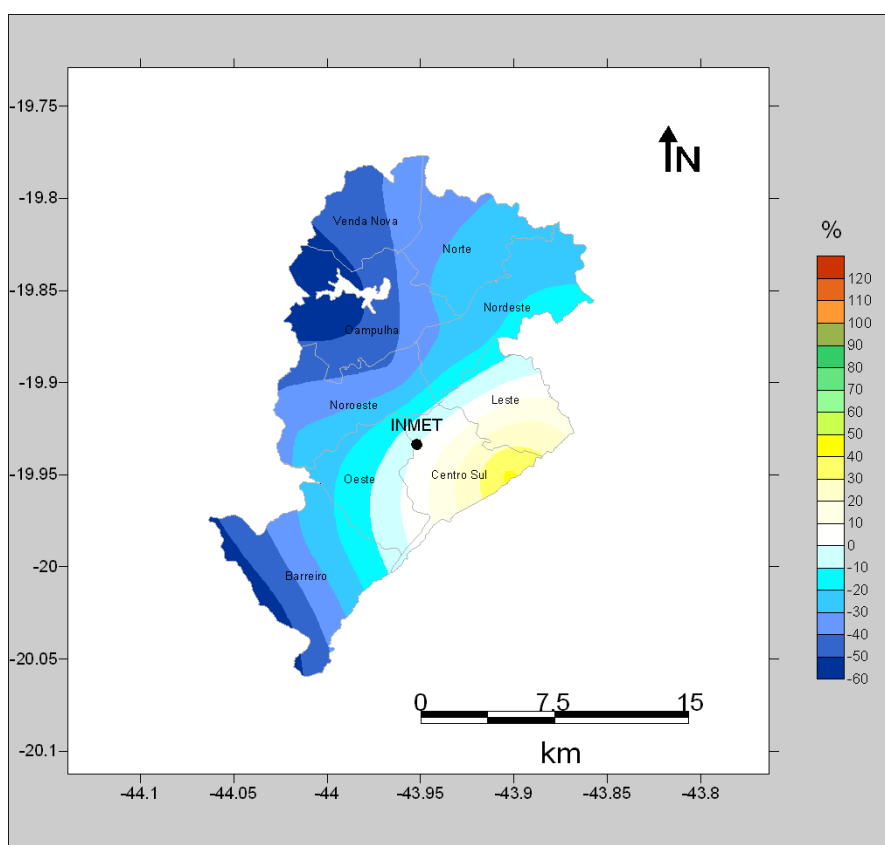 N
-19.75
-19.8
-19.85
-19.9
-19.95
-20
-20.05
-20.1
-44.1
-44.05
-44
-43.95
-43.9
-43.85
-43.8
Venda Nova
Norte
Nordeste
Oampulha
Noroeste
Leste
INMET
Centro Sul
Oeste
Barreiro
0 7.5 15
km
%
120
110
100
90
80
70
60
50
40
30
20
10
0
-10
-20
-30
-40
-50
-60